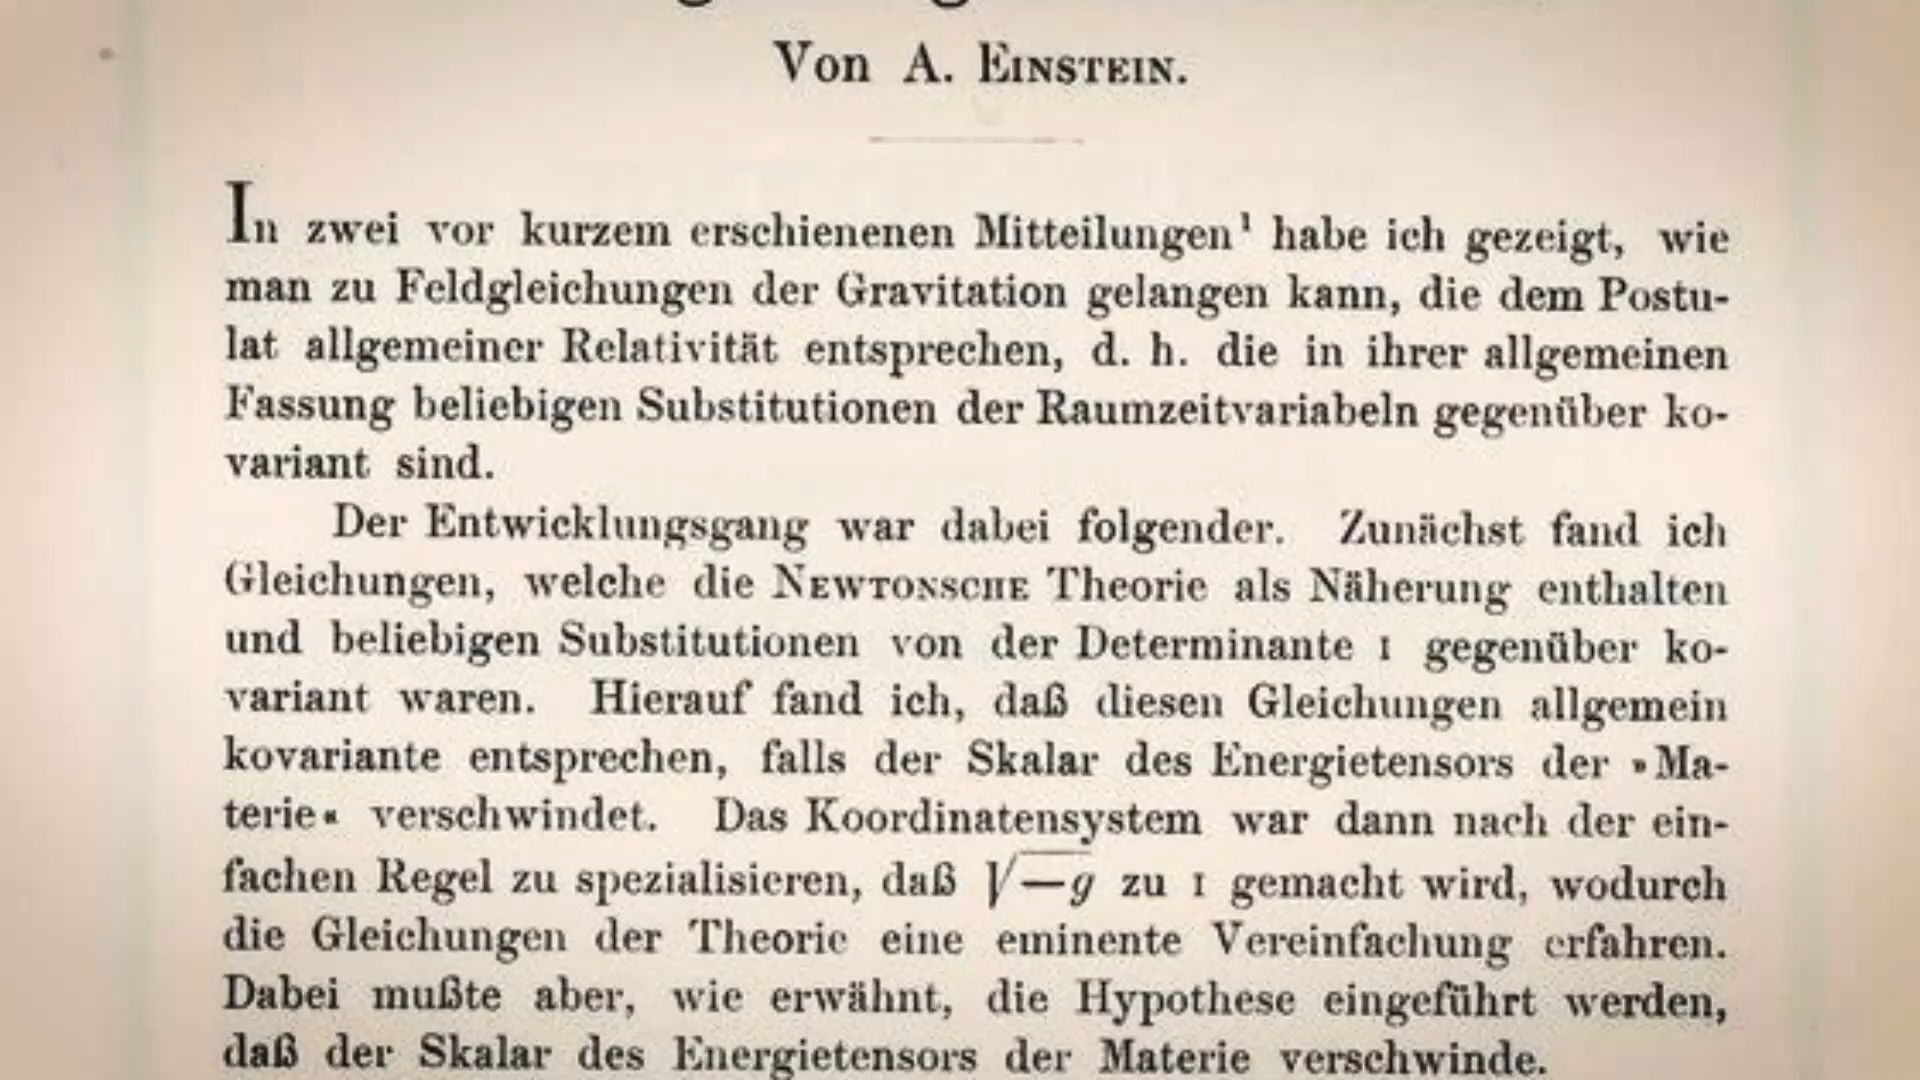 Von A. EINSTEIN.
In zwei vor kurzem erschienenen Mitteilungen¹ habe ich gezeigt, wie
man zu Feldgleichungen der Gravitation gelangen kann, die dem Postu-
lat allgemeiner Relativität entsprechen, d. h. die in ihrer allgemeinen
Fassung beliebigen Substitutionen der Raumzeitvariabeln gegenüber ko-
variant sind.
Der Entwicklungsgang war dabei folgender. Zunächst fand ich
Gleichungen, welche die NEWTONSCHE Theorie als Näherung enthalten
und beliebigen Substitutionen von der Determinante 1 gegenüber ko-
variant waren. Hierauf fand ich, daß diesen Gleichungen allgemein
kovariante entsprechen, falls der Skalar des Energietensors der »Ma-
terie« verschwindet. Das Koordinatensystem war dann nach der ein-
fachen Regel zu spezialisieren, daß √−g zu 1 gemacht wird, wodurch
die Gleichungen der Theorie eine eminente Vereinfachung erfahren.
Dabei mußte aber, wie erwähnt, die Hypothese eingeführt werden,
daß der Skalar des Energietensors der Materie verschwinde.